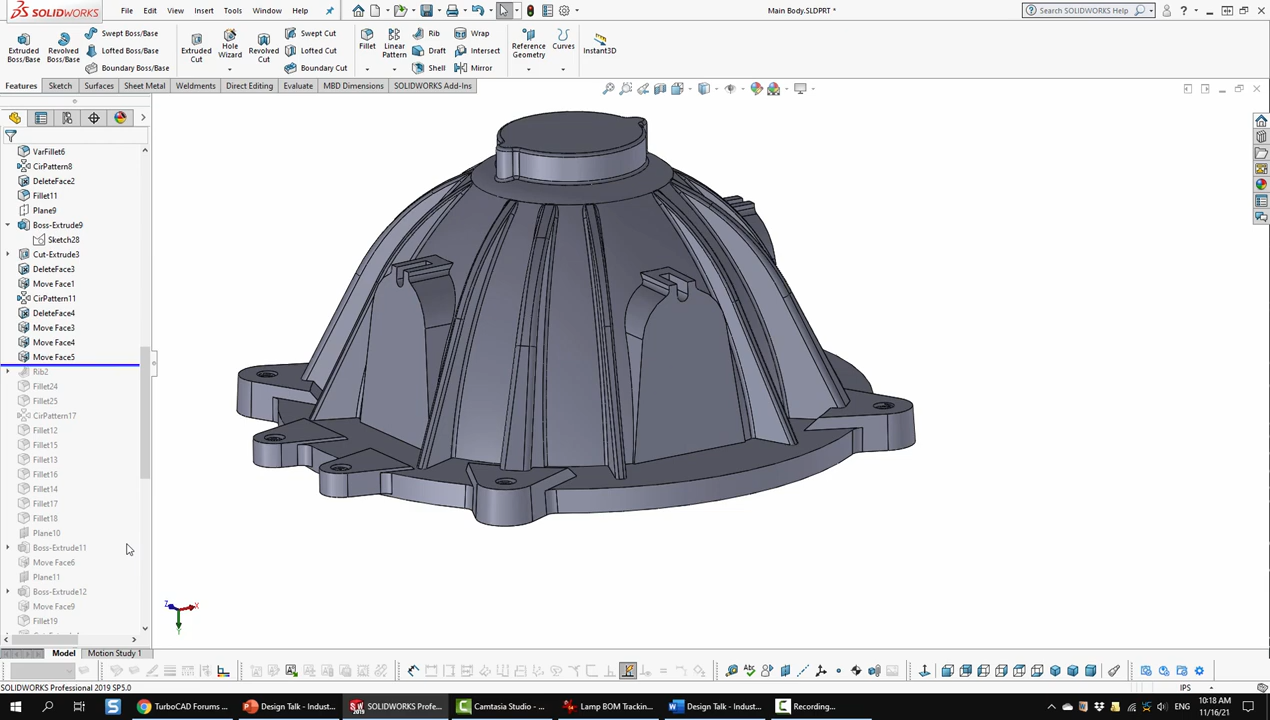 SOLIDWORKS
File
Edit
View
Insert
Tools
Window
Help
Main Body.SLDPRT *
Search SOLIDWORKS Help
Extruded Boss/Base
Revolved Boss/Base
Swept Boss/Base
Lofted Boss/Base
Boundary Boss/Base
Extruded Cut
Hole Wizard
Revolved Cut
Swept Cut
Lofted Cut
Boundary Cut
Fillet
Linear Pattern
Rib
Draft
Shell
Wrap
Intersect
Mirror
Reference Geometry
Curves
Instant3D
Features
Sketch
Surfaces
Sheet Metal
Weldments
Direct Editing
Evaluate
MBD Dimensions
SOLIDWORKS Add-Ins
VarFillet6
CirPattern8
DeleteFace2
Fillet11
Plane9
Boss-Extrude9
Sketch28
Cut-Extrude3
DeleteFace3
Move Face1
CirPattern11
DeleteFace4
Move Face3
Move Face4
Move Face5
Rib2
Fillet24
Fillet25
CirPattern17
Fillet12
Fillet15
Fillet13
Fillet16
Fillet14
Fillet17
Fillet18
Plane10
Boss-Extrude11
Move Face6
Plane11
Boss-Extrude12
Move Face9
Fillet19
Z
X
Y
Model
Motion Study 1
SOLIDWORKS Professional 2019 SP5.0
IPS
TurboCAD Forums ...
Design Talk - Indust...
SOLIDWORKS Profe...
Camtasia Studio - ...
Lamp BOM Trackin...
Design Talk - Indust...
Recording...
ENG
10:18 AM
11/16/21